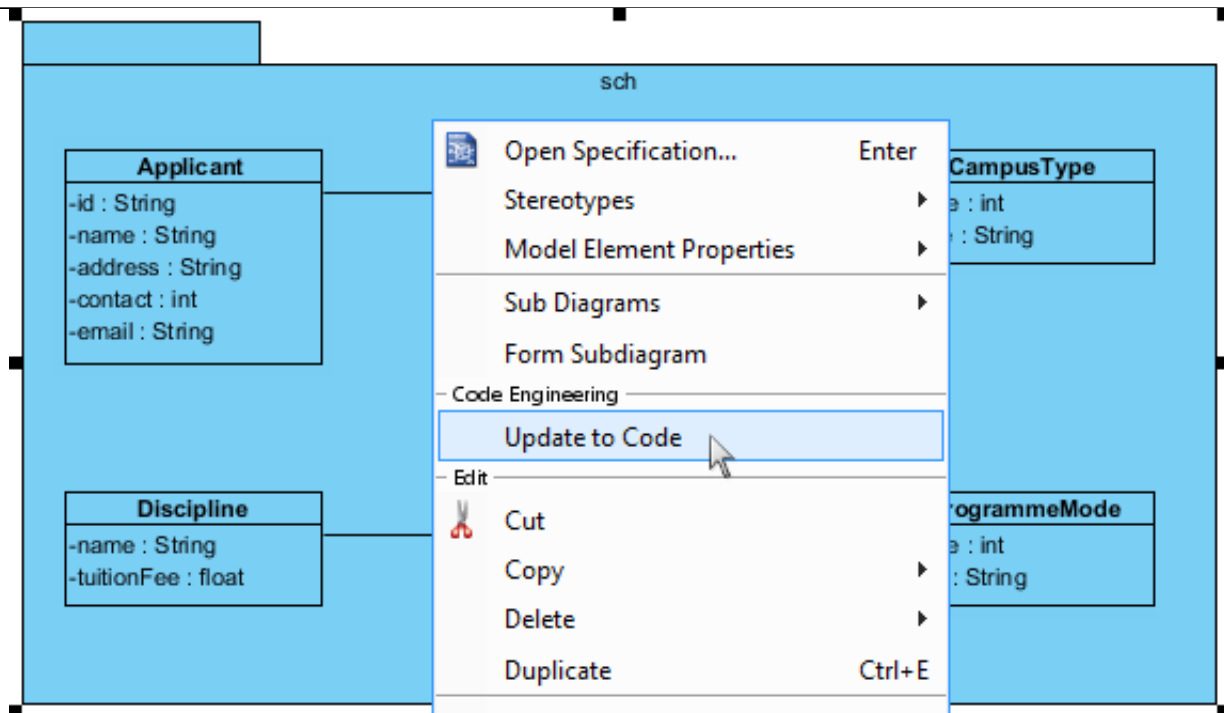 sch
Applicant
-id : String
-name : String
-address : String
-contact : int
-email : String
Discipline
-name : String
-tuitionFee : float
Open Specification... Enter
Stereotypes
Model Element Properties
Sub Diagrams
Form Subdiagram
Code Engineering
Update to Code
Edit
Cut
Copy
Delete
Duplicate Ctrl+E
CampusType
e : int
: String
ogrammeMode
e : int
: String